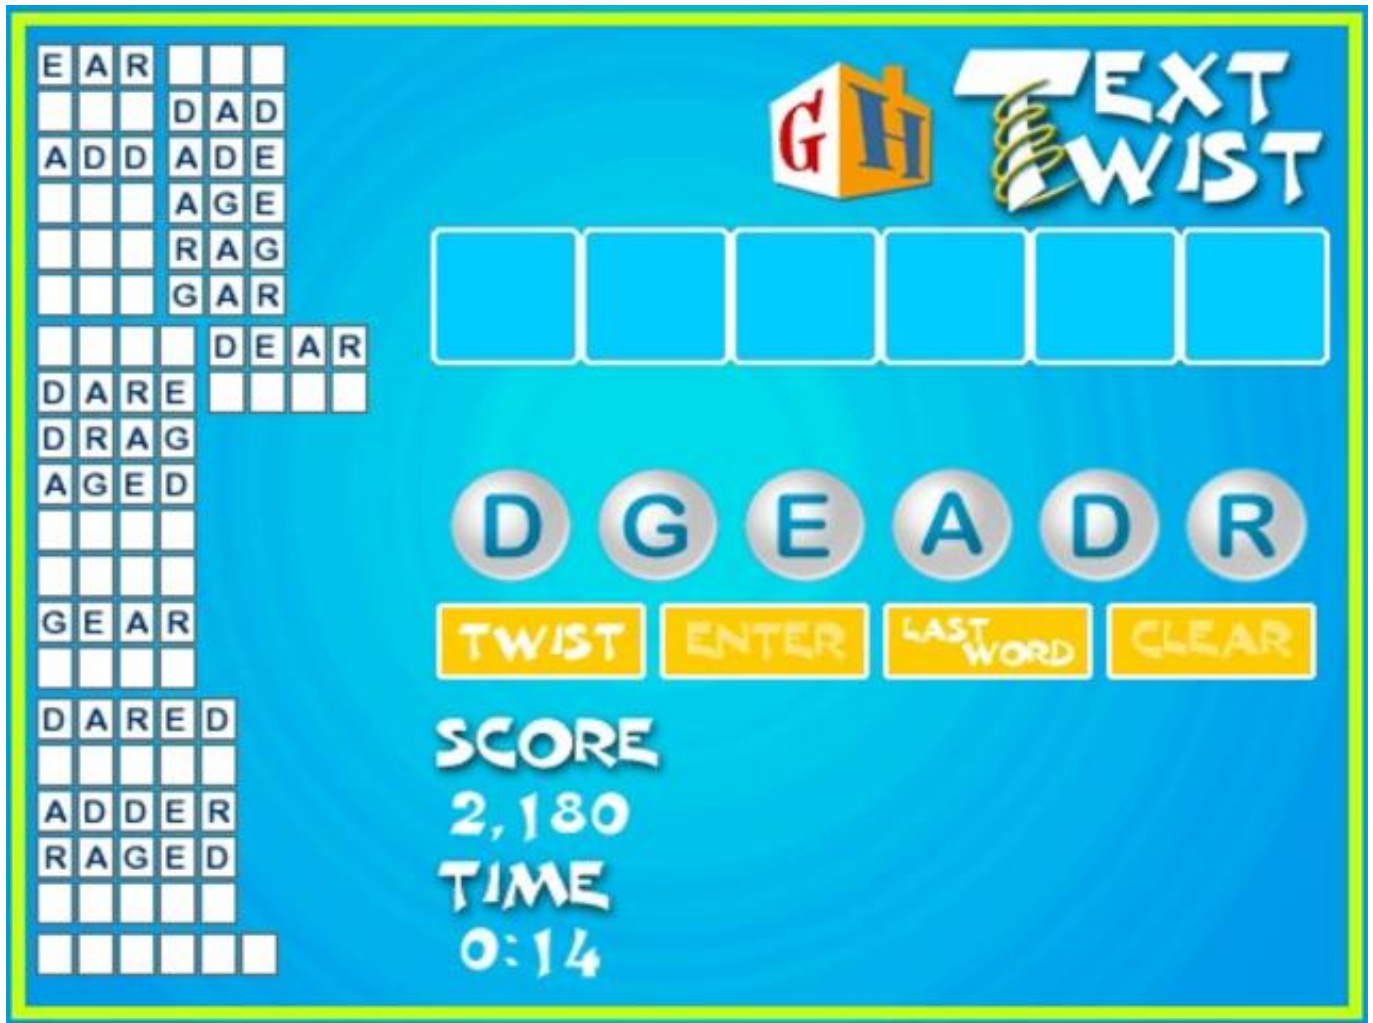 EAR
DAD
ADD ADE
AGE
RAG
GAR
DEAR
DARE
DRAG
AGED
GEAR
DARED
ADDER
RAGED
GH
TEXT
TWIST
D G E A D R
TWIST ENTER LAST WORD CLEAR
SCORE
2,180
TIME
0:14